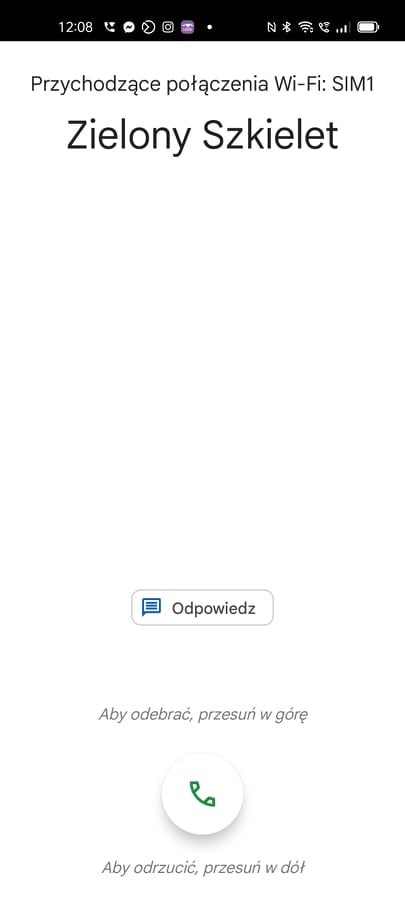 12:08
Przychodzące połączenia Wi-Fi: SIM1
Zielony Szkielet
Odpowiedz
Aby odebrać, przesuń w górę
Aby odrzucić, przesuń w dół